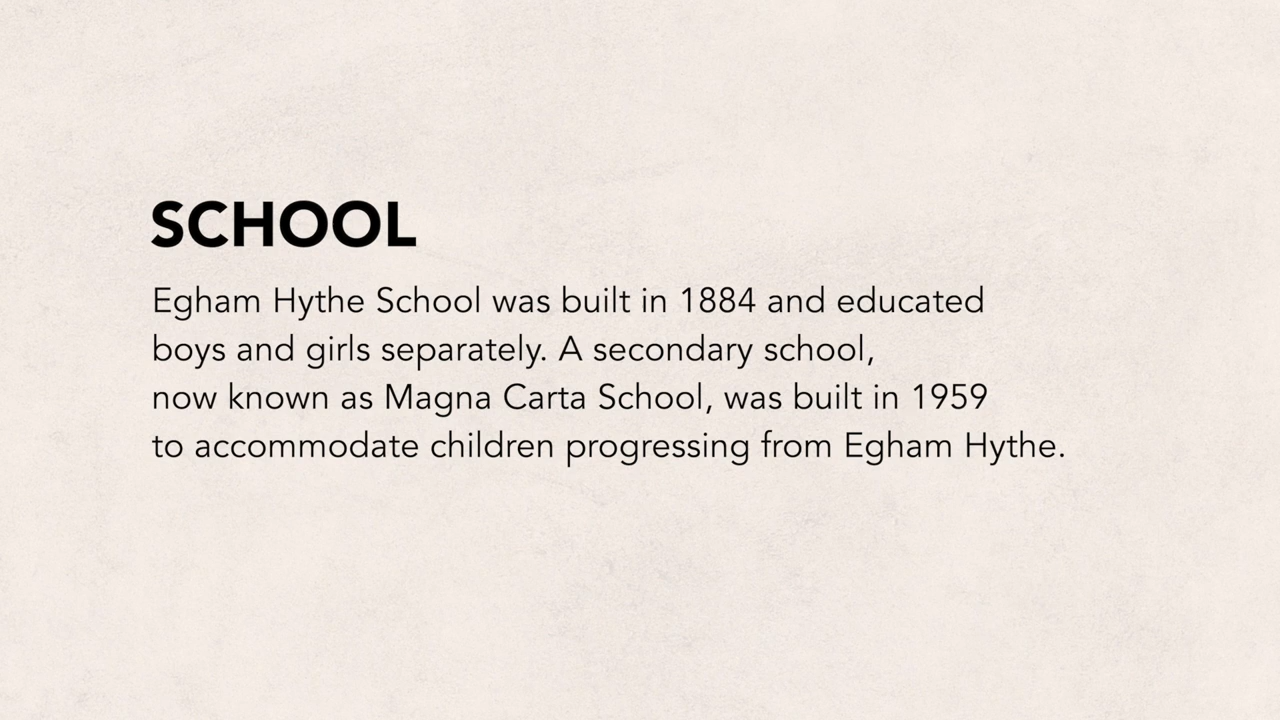 SCHOOL
Egham Hythe School was built in 1884 and educated
boys and girls separately. A secondary school,
now known as Magna Carta School, was built in 1959
to accommodate children progressing from Egham Hythe.